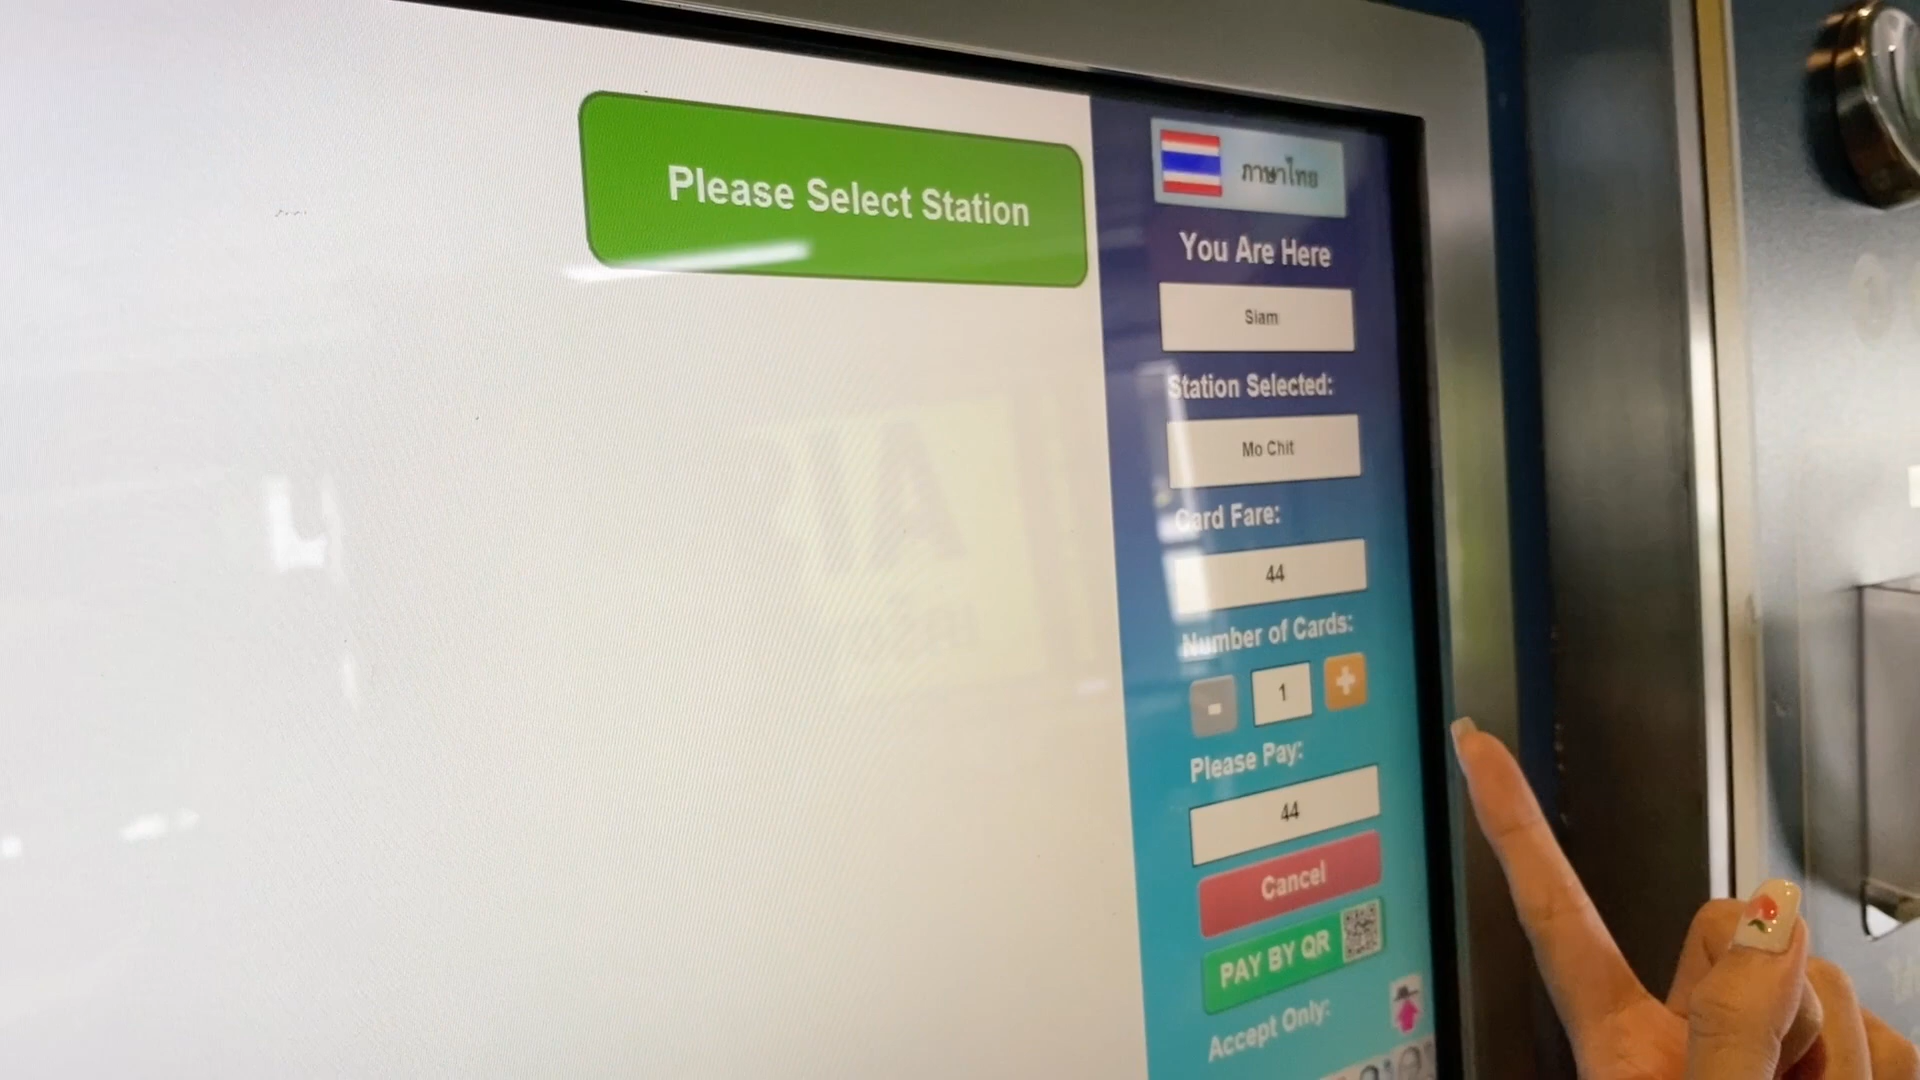 Please Select Station
ภาษาไทย
You Are Here
Siam
Station Selected:
Mo Chit
Card Fare:
44
Number of Cards:
-
1
+
Please Pay:
44
Cancel
PAY BY QR
Accept Only: